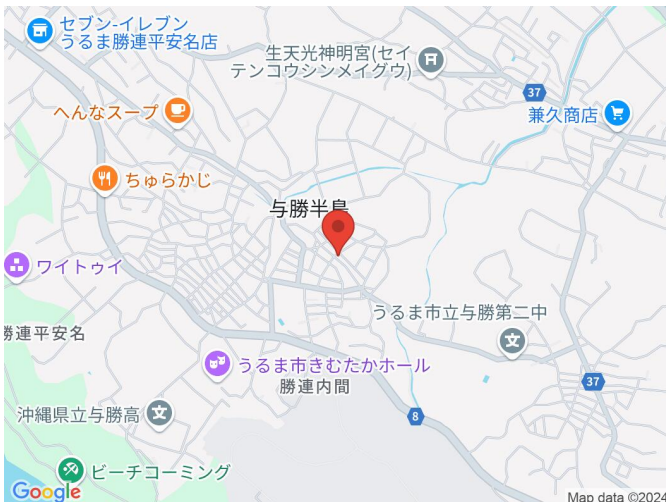 セブン-イレブン
うるま勝連平安名店
生天光神明宮(セイ
テンコウシンメイグウ)
37
へんなスープ
兼久商店
ちゅらかじ
与勝半島
ワイトゥイ
うるま市立与勝第二中
勝連平安名
うるま市きむたかホール
37
勝連内間
沖縄県立与勝高
8
ビーチコーミング
Google
Map data ©2024